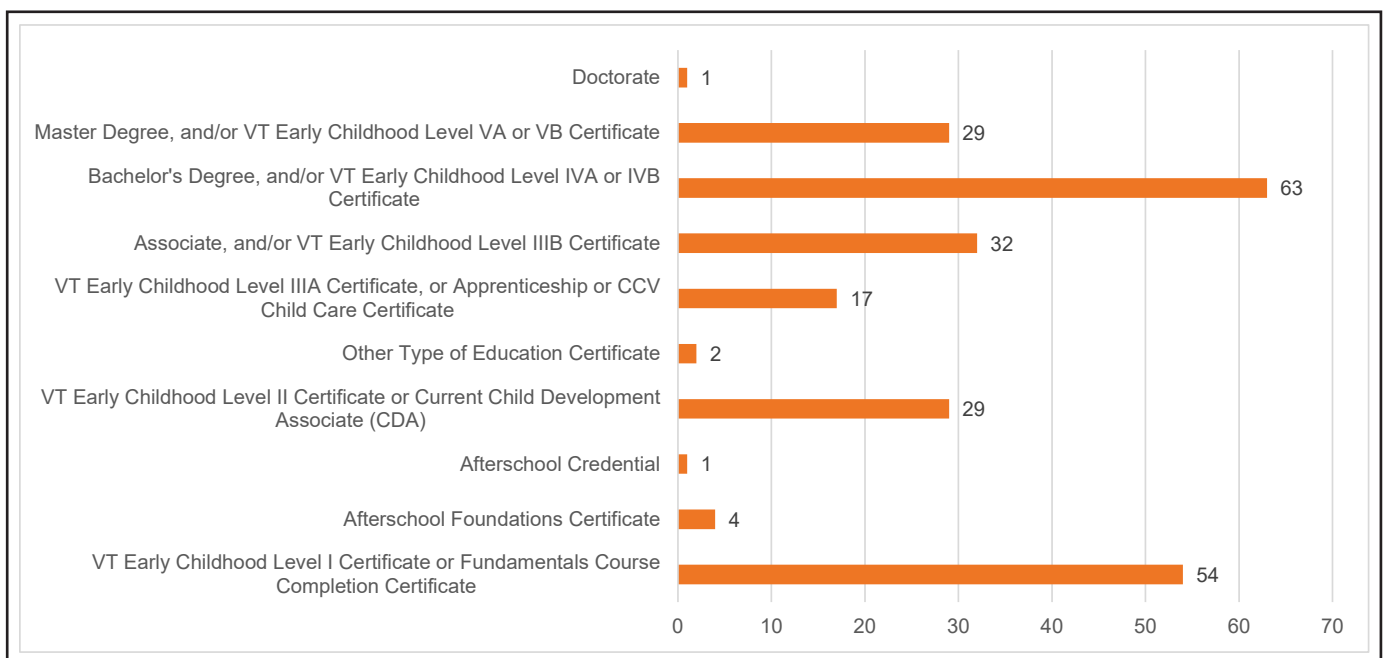 Doctorate 1
Master Degree, and/or VT Early Childhood Level VA or VB Certificate 29
Bachelor's Degree, and/or VT Early Childhood Level IVA or IVB
Certificate 63
Associate, and/or VT Early Childhood Level IIIB Certificate 32
VT Early Childhood Level IIIA Certificate, or Apprenticeship or CCV
Child Care Certificate 17
Other Type of Education Certificate 2
VT Early Childhood Level II Certificate or Current Child Development
Associate (CDA) 29
Afterschool Credential 1
Afterschool Foundations Certificate 4
VT Early Childhood Level I Certificate or Fundamentals Course
Completion Certificate 54
0 10 20 30 40 50 60 70